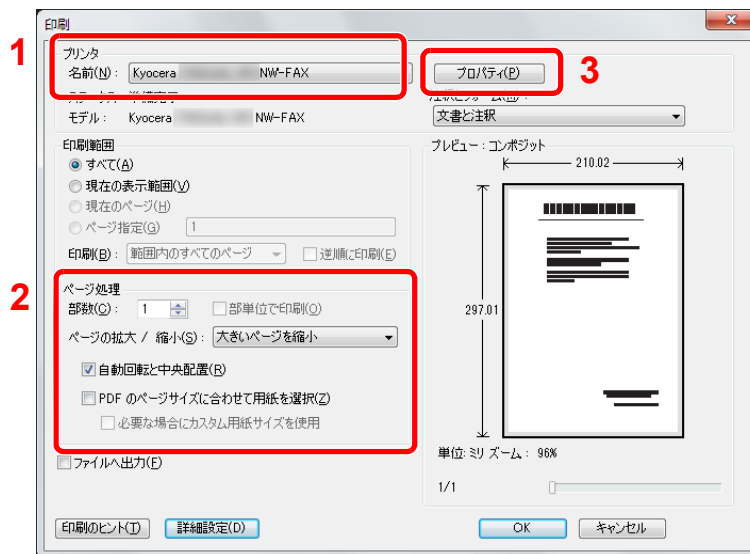 印刷
1
プリンタ
名前(N): Kyocera NW-FAX
プロパティ(P)
3
モデル: Kyocera NW-FAX
文書と注釈
印刷範囲
すべて(A)
現在の表示範囲(V)
現在のページ(H)
ページ指定(G) 1
印刷(B): 範囲内のすべてのページ 逆順に印刷(E)
プレビュー:コンポジット
210.02
297.01
2
ページ処理
部数(C): 1 部単位で印刷(O)
ページの拡大 / 縮小(S): 大きいページを縮小
自動回転と中央配置(R)
PDF のページサイズに合わせて用紙を選択(Z)
必要な場合にカスタム用紙サイズを使用
ファイルへ出力(F)
単位:ミリ ズーム: 96%
1/1
印刷のヒント(T) 詳細設定(D) OK キャンセル